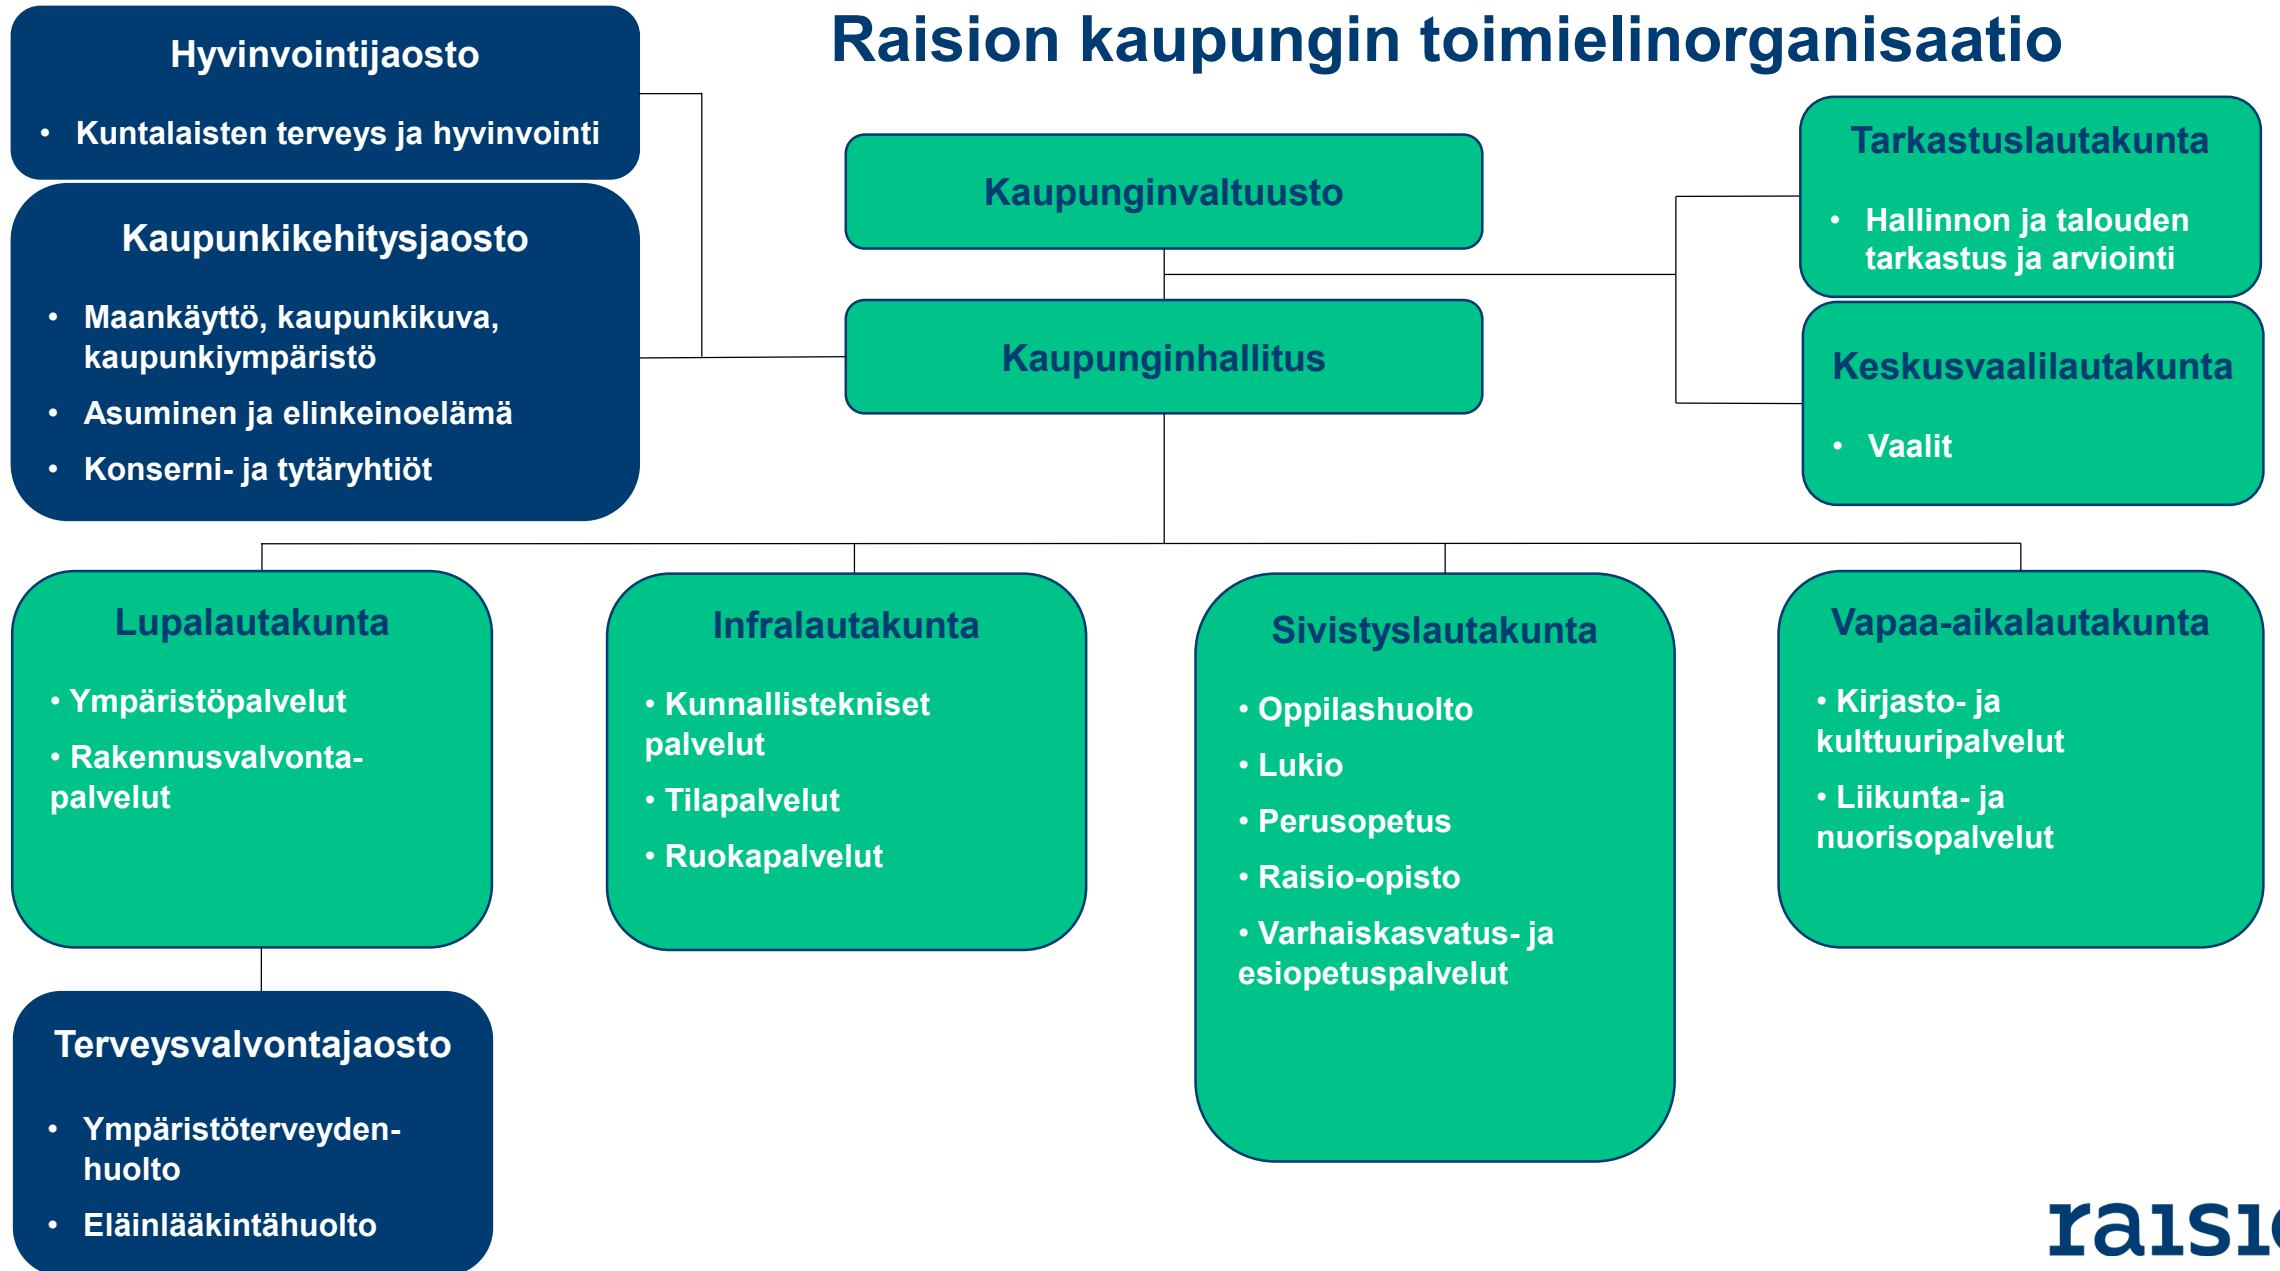 Raision kaupungin toimielinorganisaatio
Hyvinvointijaosto
• Kuntalaisten terveys ja hyvinvointi
Kaupunkikehitysjaosto
• Maankäyttö, kaupunkikuva,
kaupunkiympäristö
• Asuminen ja elinkeinoelämä
• Konserni- ja tytäryhtiöt
Kaupunginvaltuusto
Kaupunginhallitus
Tarkastuslautakunta
• Hallinnon ja talouden
tarkastus ja arviointi
Keskusvaalilautakunta
• Vaalit
Lupalautakunta
• Ympäristöpalvelut
• Rakennusvalvonta-
palvelut
Infralautakunta
• Kunnallistekniset
palvelut
• Tilapalvelut
• Ruokapalvelut
Sivistyslautakunta
• Oppilashuolto
• Lukio
• Perusopetus
• Raisio-opisto
• Varhaiskasvatus- ja
esiopetuspalvelut
Vapaa-aikalautakunta
• Kirjasto- ja
kulttuuripalvelut
• Liikunta- ja
nuorisopalvelut
Terveysvalvontajaosto
• Ympäristöterveyden-
huolto
• Eläinlääkintähuolto
raisio